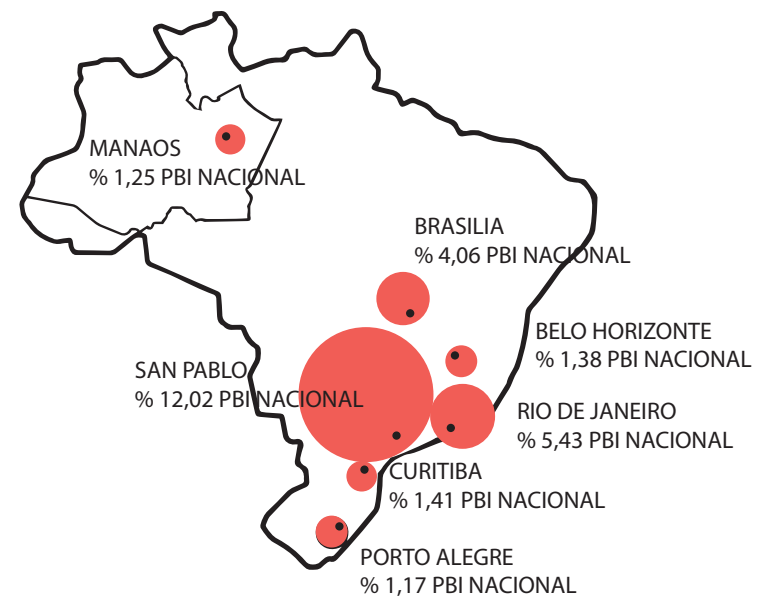 MANAOS
% 1,25 PBI NACIONAL
BRASILIA
% 4,06 PBI NACIONAL
BELO HORIZONTE
% 1,38 PBI NACIONAL
SAN PABLO
% 12,02 PBI NACIONAL
RIO DE JANEIRO
% 5,43 PBI NACIONAL
CURITIBA
% 1,41 PBI NACIONAL
PORTO ALEGRE
% 1,17 PBI NACIONAL